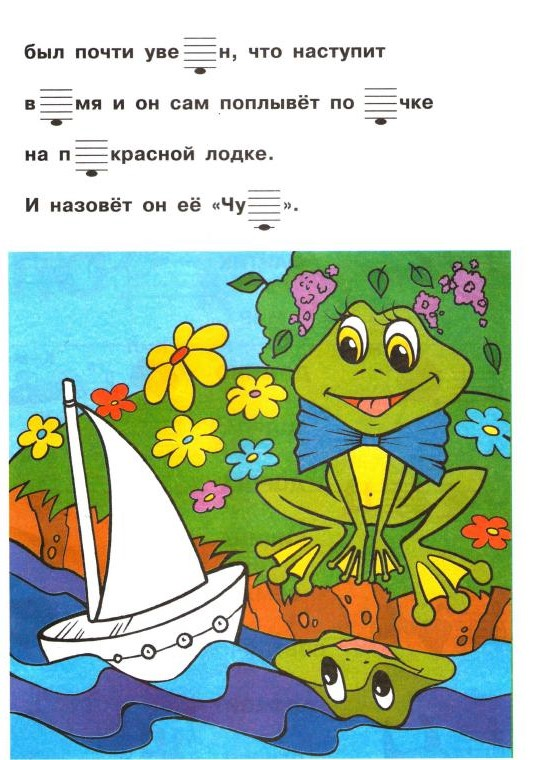 был почти уве н, что наступит
в мя и он сам поплывёт по чке
на п красной лодке.
И назовёт он её «Чу ».